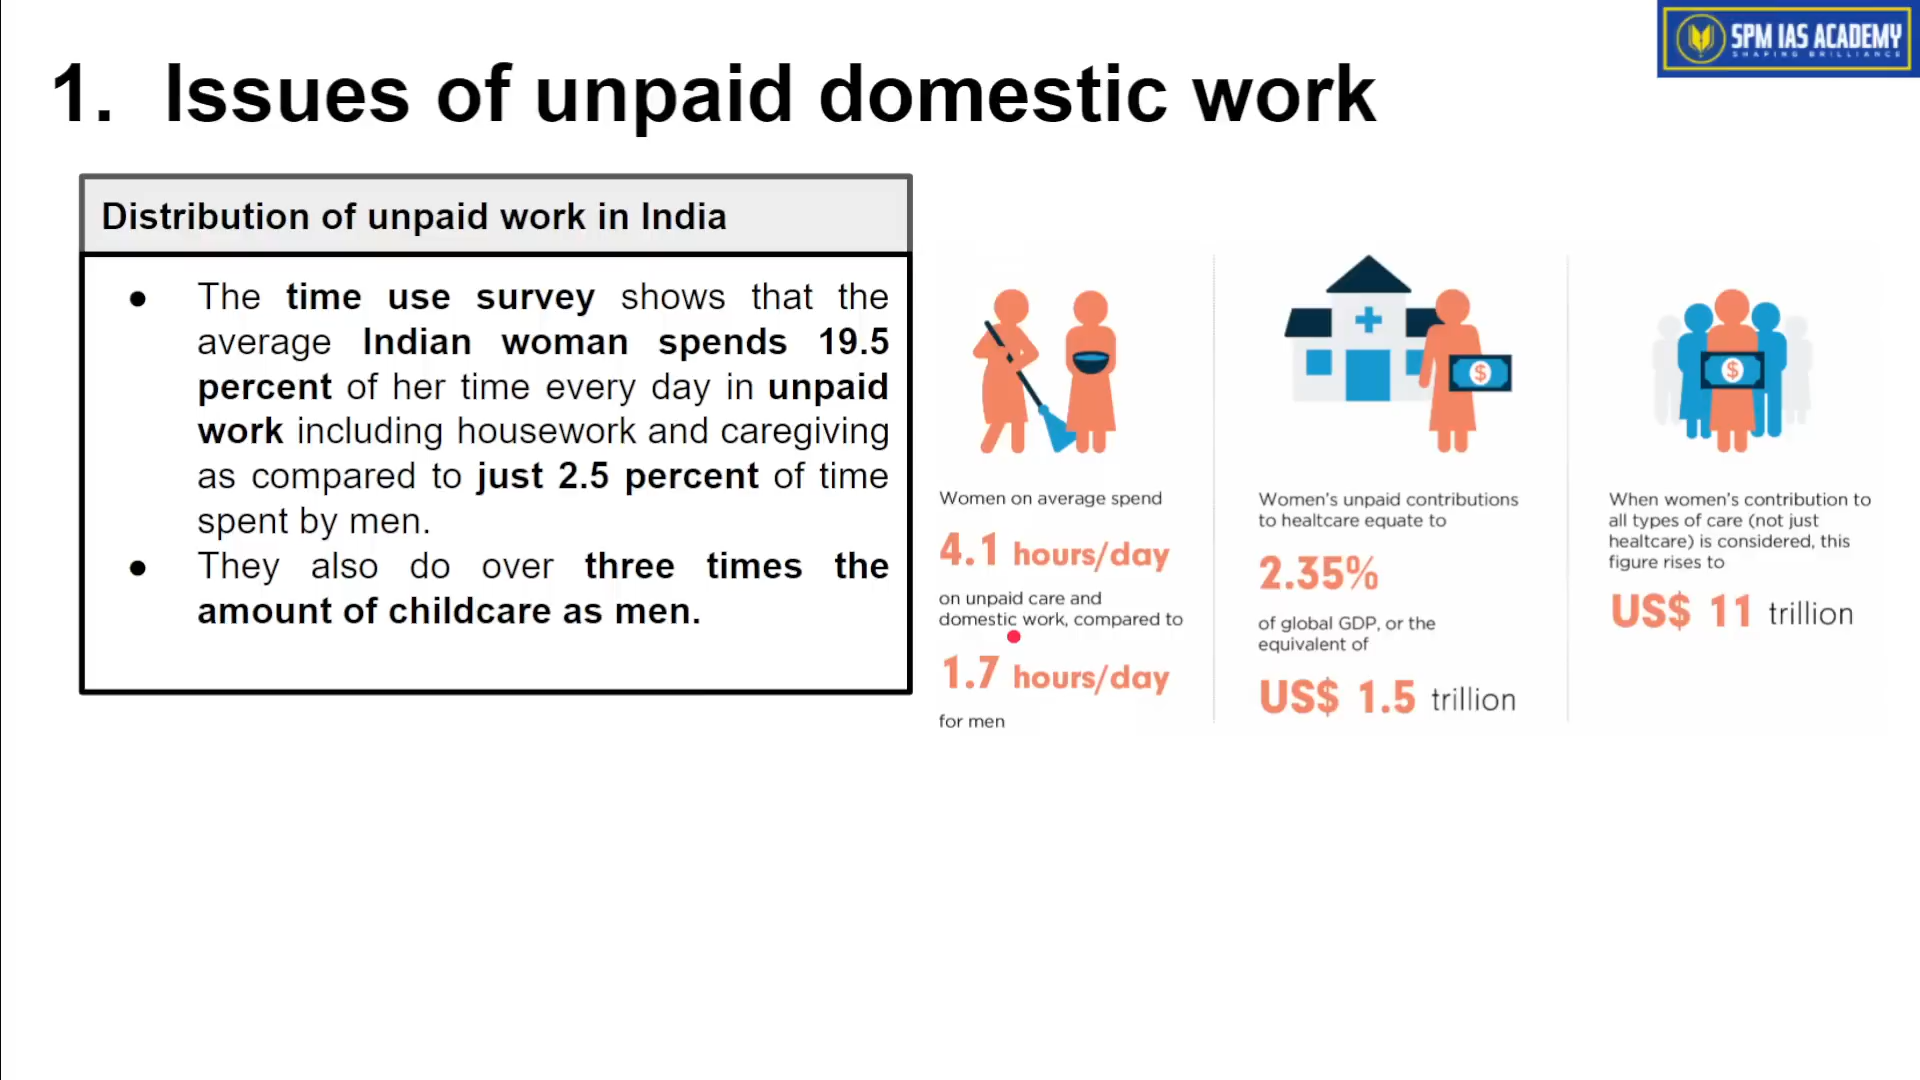 SPM IAS ACADEMY
SHAPING BRILLIANCE
1. Issues of unpaid domestic work
Distribution of unpaid work in India
● The time use survey shows that the
average Indian woman spends 19.5
percent of her time every day in unpaid
work including housework and caregiving
as compared to just 2.5 percent of time
spent by men.
● They also do over three times the
amount of childcare as men.
Women on average spend
4.1 hours/day
on unpaid care and
domestic work, compared to
1.7 hours/day
for men
$
Women's unpaid contributions
to healtcare equate to
2.35%
of global GDP, or the
equivalent of
US$ 1.5 trillion
$
When women's contribution to
all types of care (not just
healtcare) is considered, this
figure rises to
US$ 11 trillion